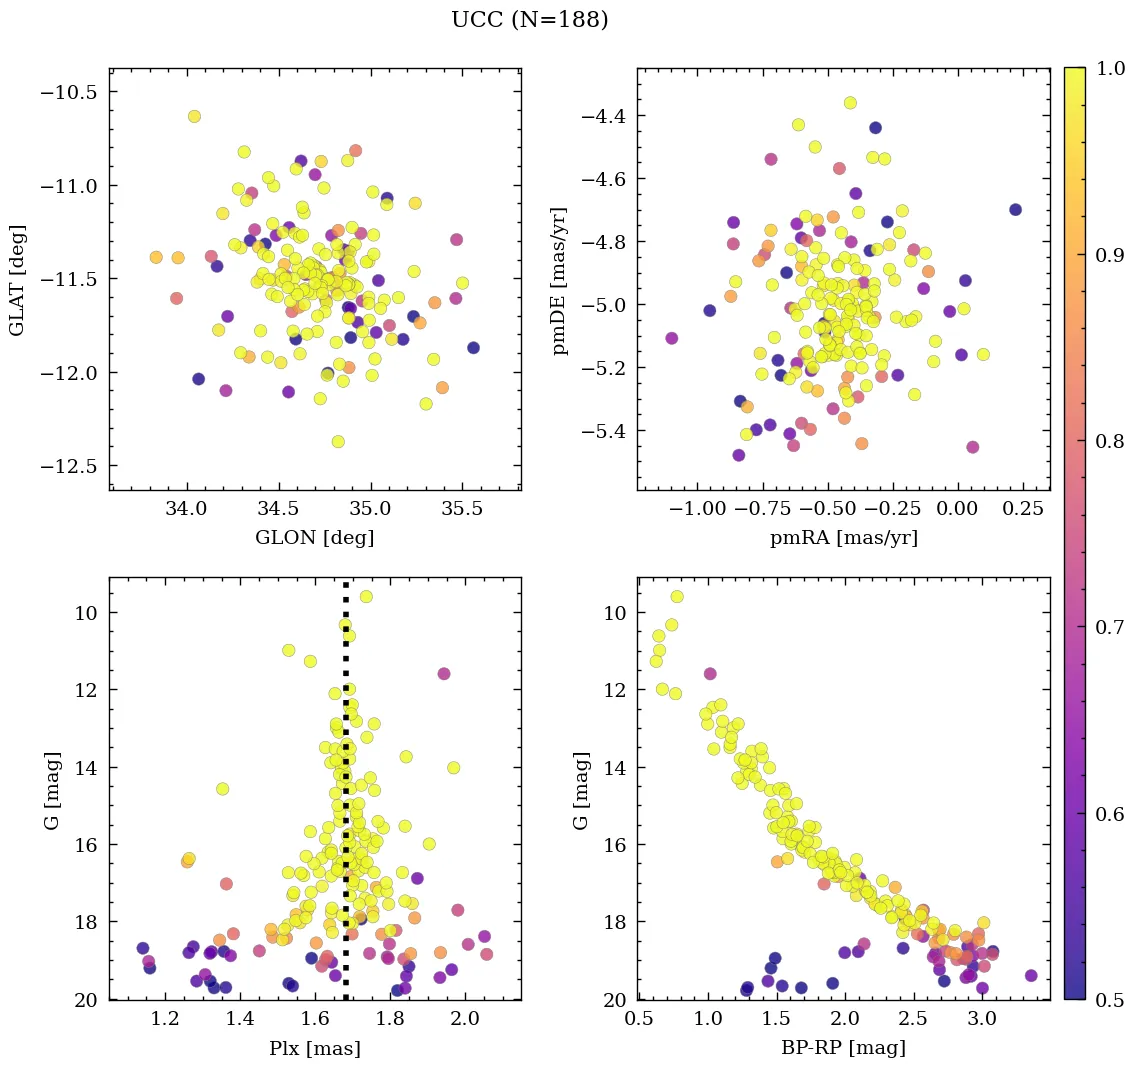 UCC (N=188)
−10.5
−11.0
−11.5
−12.0
−12.5
GLAT [deg]
34.0 34.5 35.0 35.5
GLON [deg]
−4.4
−4.6
−4.8
−5.0
−5.2
−5.4
pmDE [mas/yr]
−1.00 −0.75 −0.50 −0.25 0.00 0.25
pmRA [mas/yr]
1.0
0.9
0.8
0.7
0.6
0.5
10
12
14
16
18
20
G [mag]
1.2 1.4 1.6 1.8 2.0
Plx [mas]
10
12
14
16
18
20
G [mag]
0.5 1.0 1.5 2.0 2.5 3.0
BP-RP [mag]